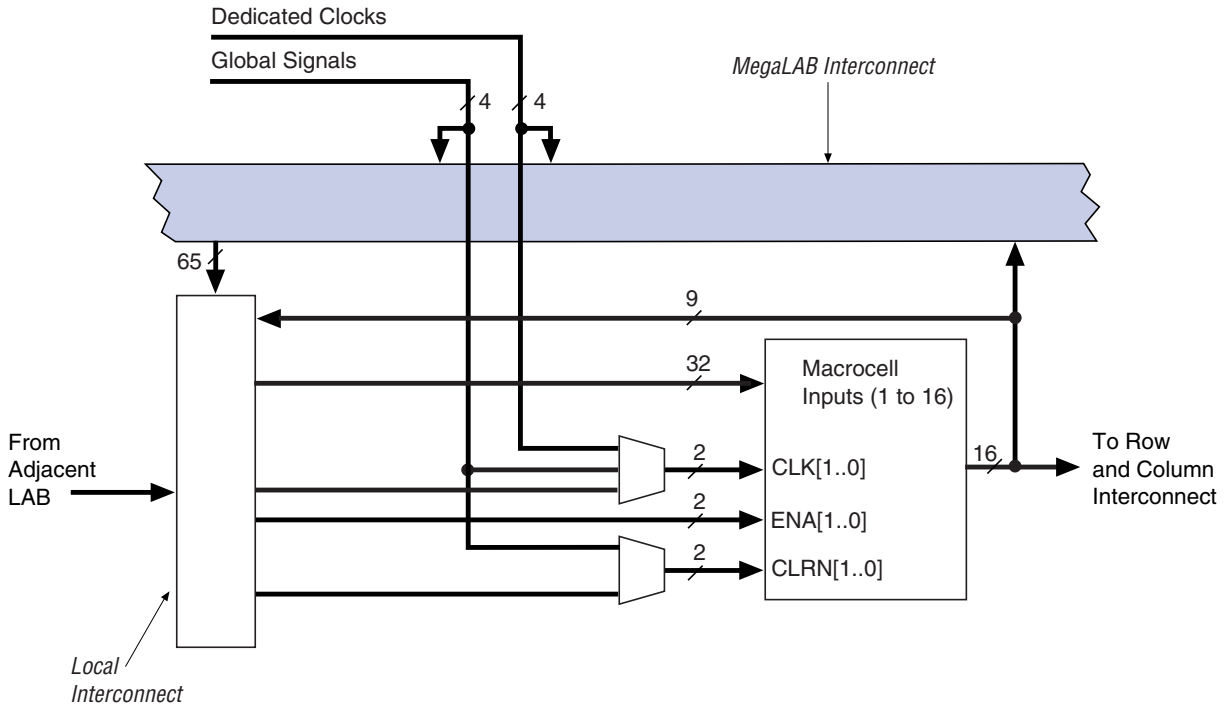 Dedicated Clocks
Global Signals
MegaLAB Interconnect
4
4
65
9
32
Macrocell
Inputs (1 to 16)
From
Adjacent
LAB
2
CLK[1..0]
16
To Row
and Column
Interconnect
2
ENA[1..0]
2
CLRN[1..0]
Local
Interconnect